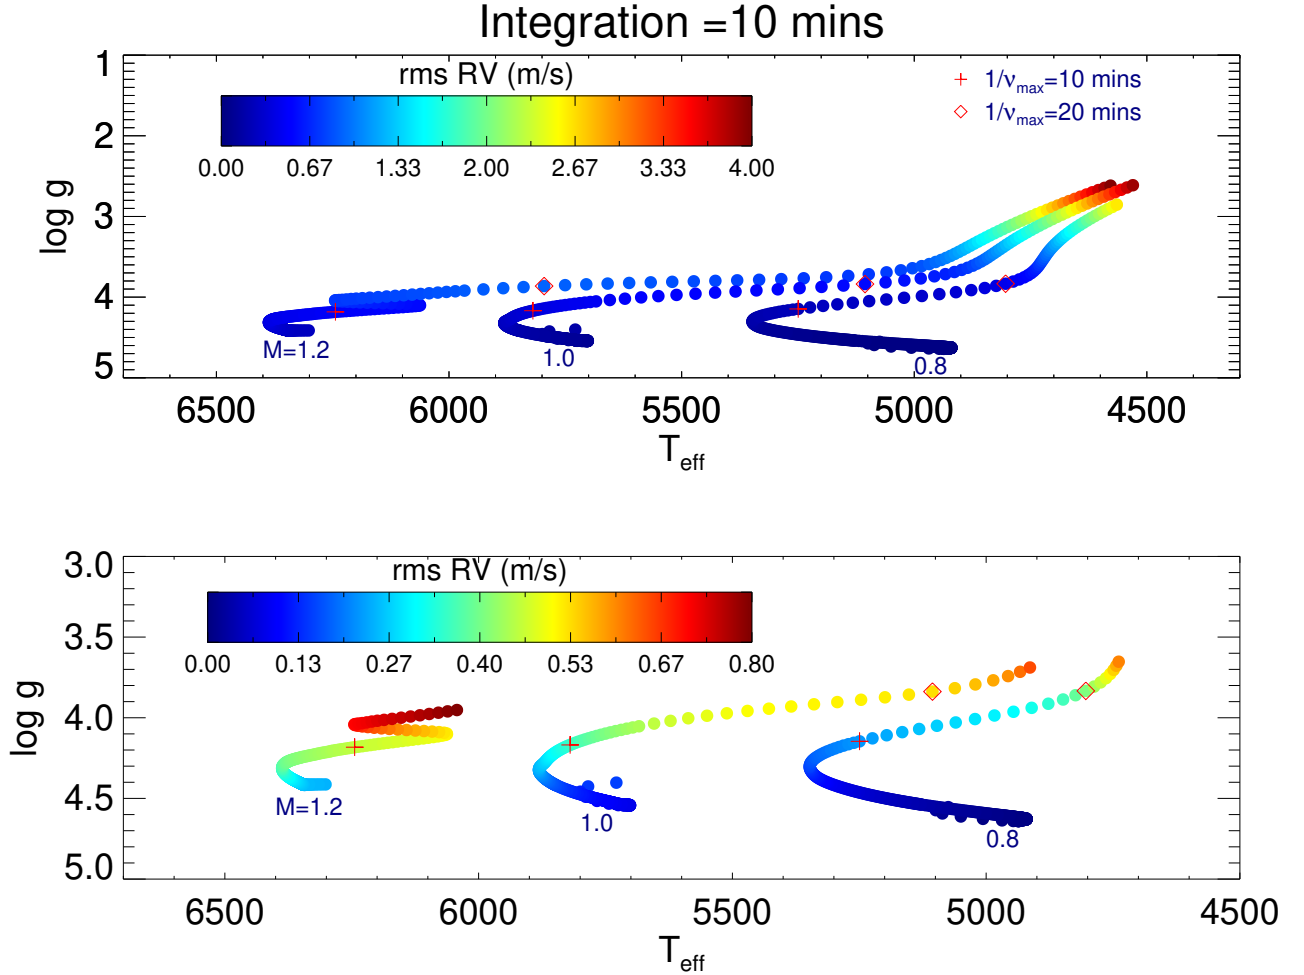 Integration =10 mins
rms RV (m/s)
0.00 0.67 1.33 2.00 2.67 3.33 4.00
1/νmax=10 mins
1/νmax=20 mins
log g
1
2
3
4
5
M=1.2
1.0
0.8
6500 6000 5500 5000 4500
Teff
rms RV (m/s)
0.00 0.13 0.27 0.40 0.53 0.67 0.80
log g
3.0
3.5
4.0
4.5
5.0
M=1.2
1.0
0.8
6500 6000 5500 5000 4500
Teff